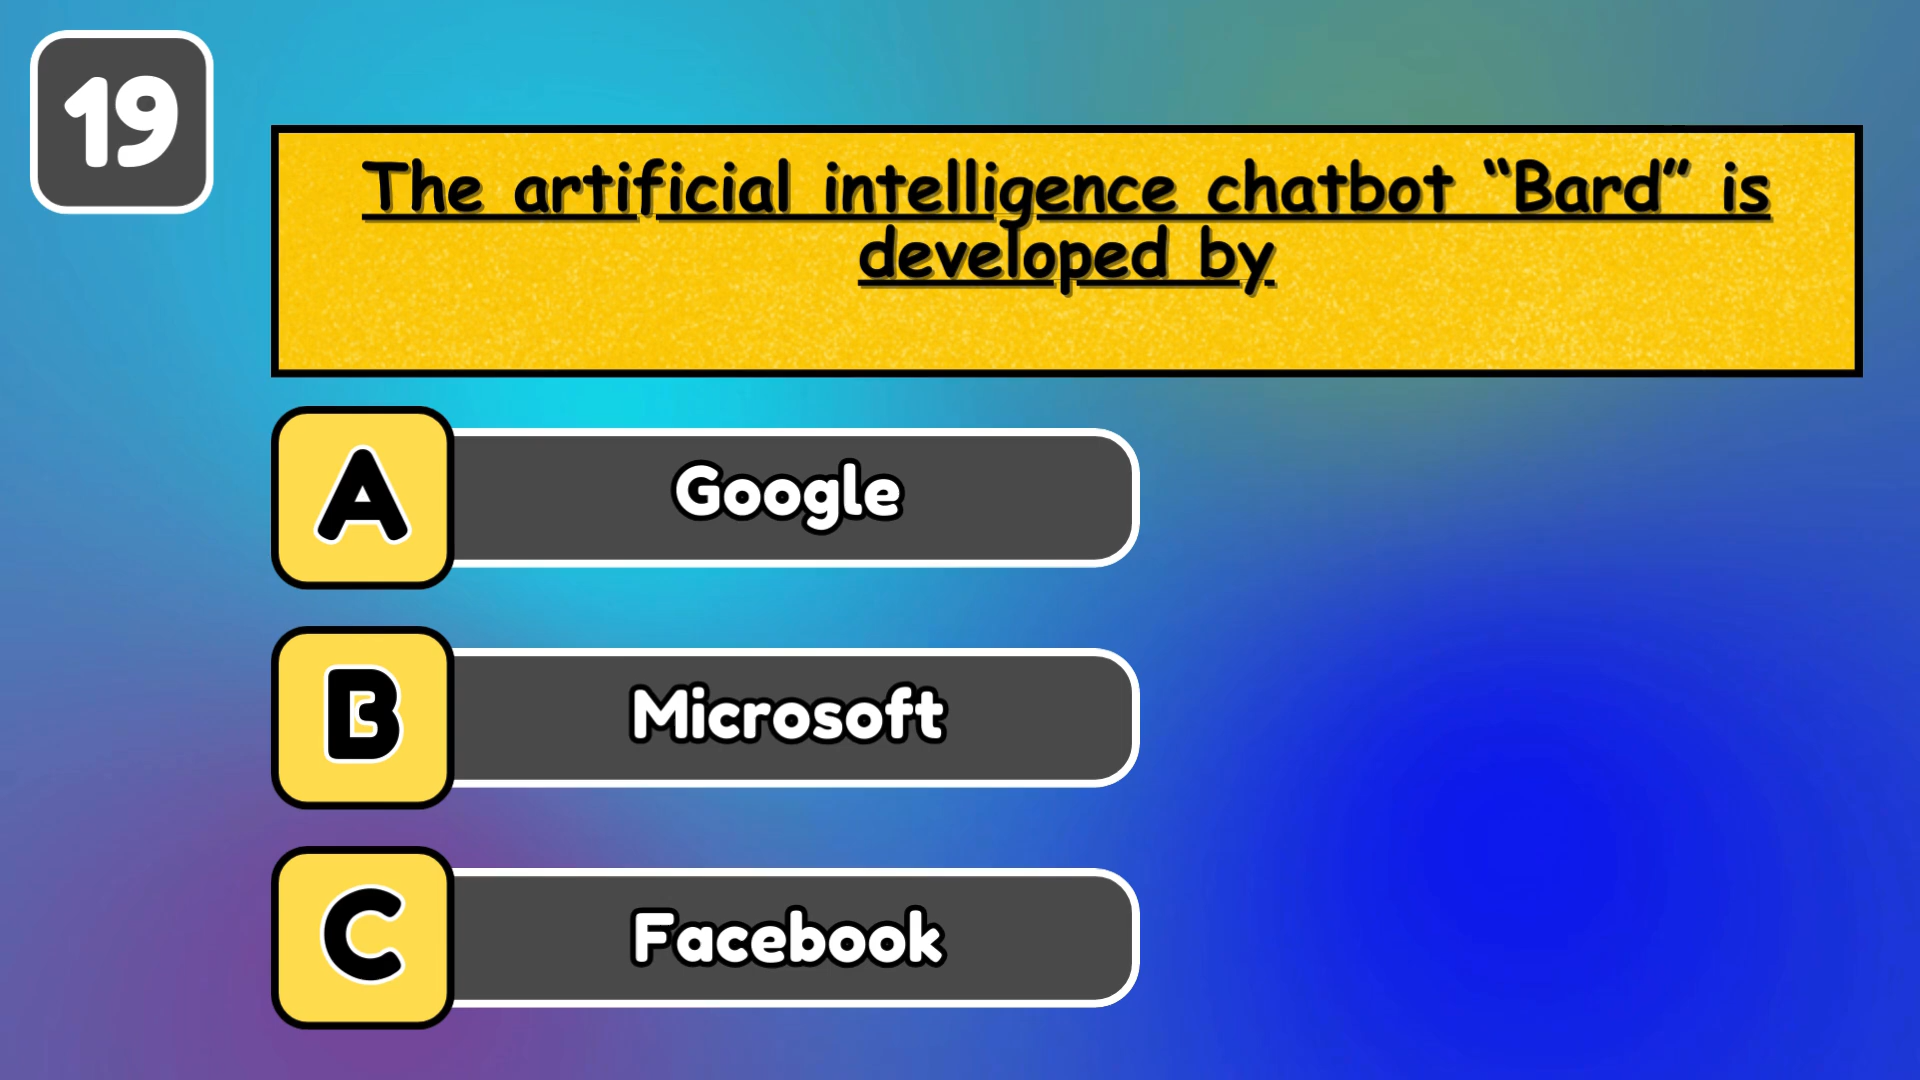 19
The artificial intelligence chatbot “Bard” is
developed by
A
Google
B
Microsoft
C
Facebook